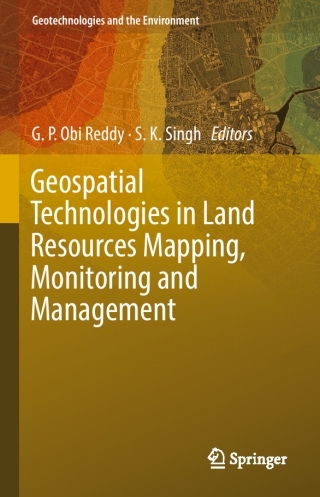 Geotechnologies and the Environment
G. P. Obi Reddy · S. K. Singh Editors
Geospatial
Technologies in Land
Resources Mapping,
Monitoring and
Management
Springer